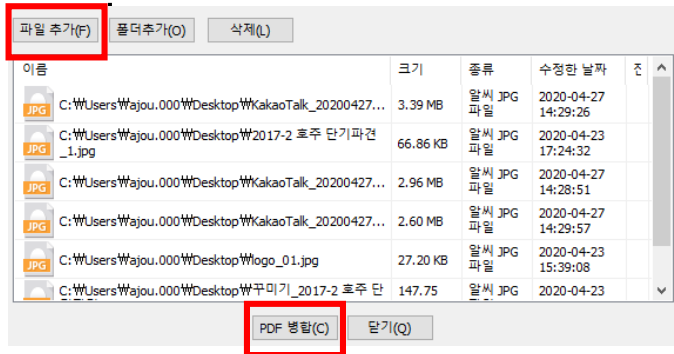 파일 추가(F) 폴더추가(O) 삭제(L)
이름 크기 종류 수정한 날짜
JPG C:₩Users₩ajou.000₩Desktop₩KakaoTalk_20200427... 3.39 MB 알씨 JPG 파일 2020-04-27 14:29:26
JPG C:₩Users₩ajou.000₩Desktop₩2017-2 호주 단기파견_1.jpg 66.86 KB 알씨 JPG 파일 2020-04-23 17:24:32
JPG C:₩Users₩ajou.000₩Desktop₩KakaoTalk_20200427... 2.96 MB 알씨 JPG 파일 2020-04-27 14:28:51
JPG C:₩Users₩ajou.000₩Desktop₩KakaoTalk_20200427... 2.60 MB 알씨 JPG 파일 2020-04-27 14:29:57
JPG C:₩Users₩ajou.000₩Desktop₩logo_01.jpg 27.20 KB 알씨 JPG 파일 2020-04-23 15:39:08
C:₩Users₩ajou.000₩Desktop₩꾸미기_2017-2 호주 단 147.75 알씨 JPG 2020-04-23
PDF 병합(C) 닫기(Q)